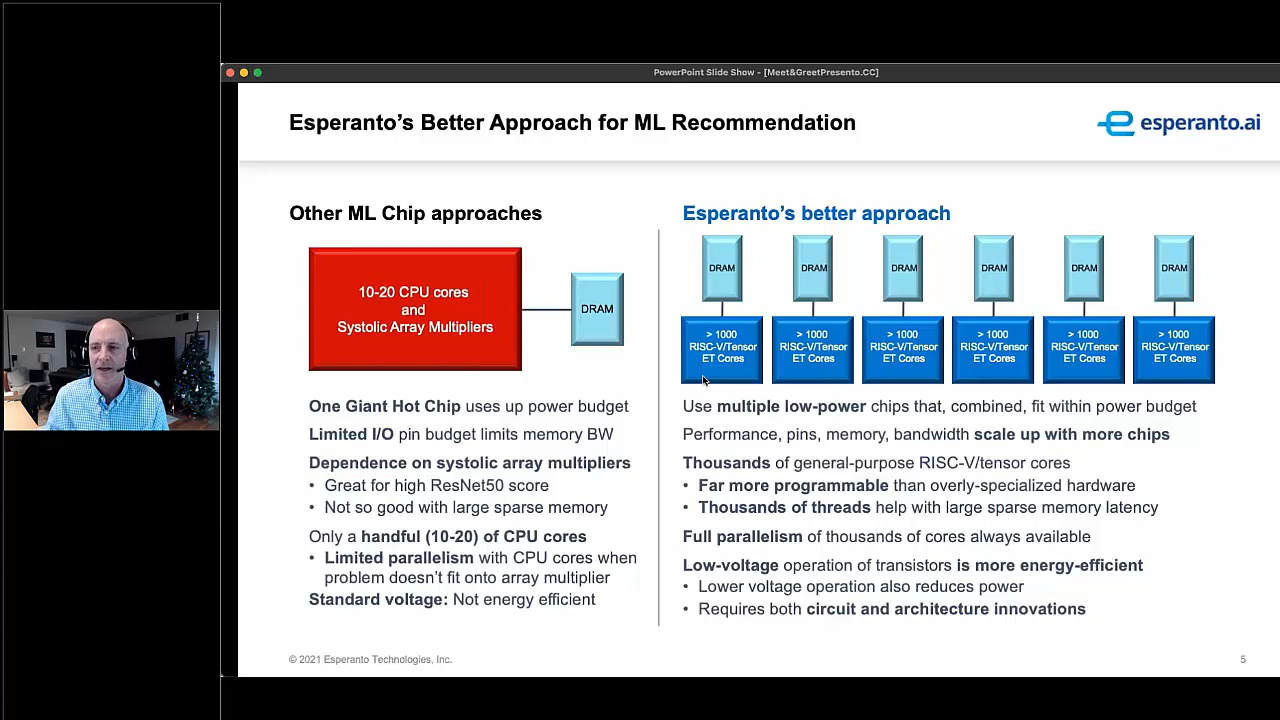 PowerPoint Slide Show - [Meet&GreetPresento.CC]
Esperanto's Better Approach for ML Recommendation
esperanto.ai
Other ML Chip approaches
10-20 CPU cores
and
Systolic Array Multipliers
DRAM
One Giant Hot Chip uses up power budget
Limited I/O pin budget limits memory BW
Dependence on systolic array multipliers
• Great for high ResNet50 score
• Not so good with large sparse memory
Only a handful (10-20) of CPU cores
• Limited parallelism with CPU cores when
problem doesn't fit onto array multiplier
Standard voltage: Not energy efficient
Esperanto's better approach
DRAM DRAM DRAM DRAM DRAM DRAM
> 1000 > 1000 > 1000 > 1000 > 1000 > 1000
RISC-V/Tensor RISC-V/Tensor RISC-V/Tensor RISC-V/Tensor RISC-V/Tensor RISC-V/Tensor
ET Cores ET Cores ET Cores ET Cores ET Cores ET Cores
Use multiple low-power chips that, combined, fit within power budget
Performance, pins, memory, bandwidth scale up with more chips
Thousands of general-purpose RISC-V/tensor cores
• Far more programmable than overly-specialized hardware
• Thousands of threads help with large sparse memory latency
Full parallelism of thousands of cores always available
Low-voltage operation of transistors is more energy-efficient
• Lower voltage operation also reduces power
• Requires both circuit and architecture innovations
© 2021 Esperanto Technologies, Inc.
5